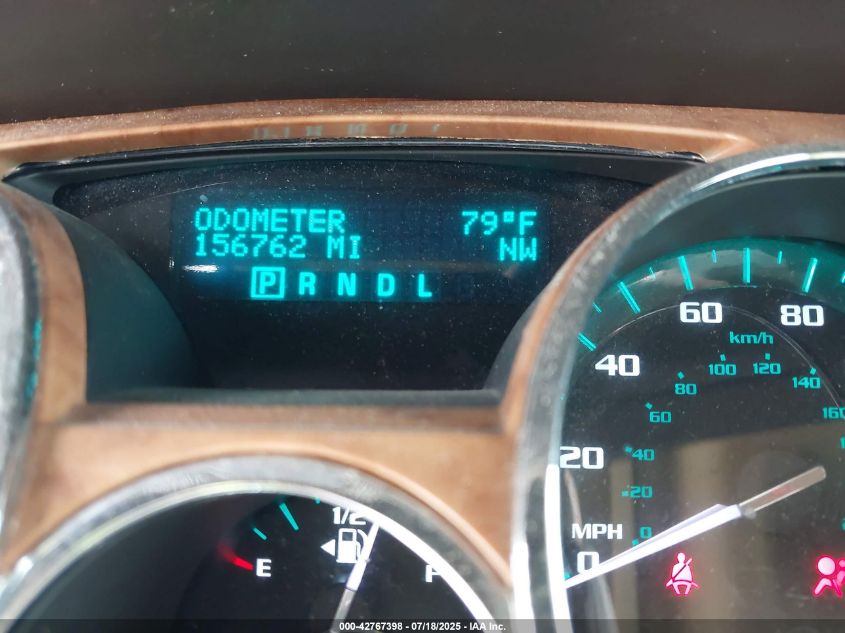 ODOMETER 79°F
156762 MI NW
P R N D L
60 80
km/h
40
100 120
80 140
60 160
20
40
20
1/2
MPH 0
0
E
F
000-42767398 - 07/18/2025 - IAA Inc.